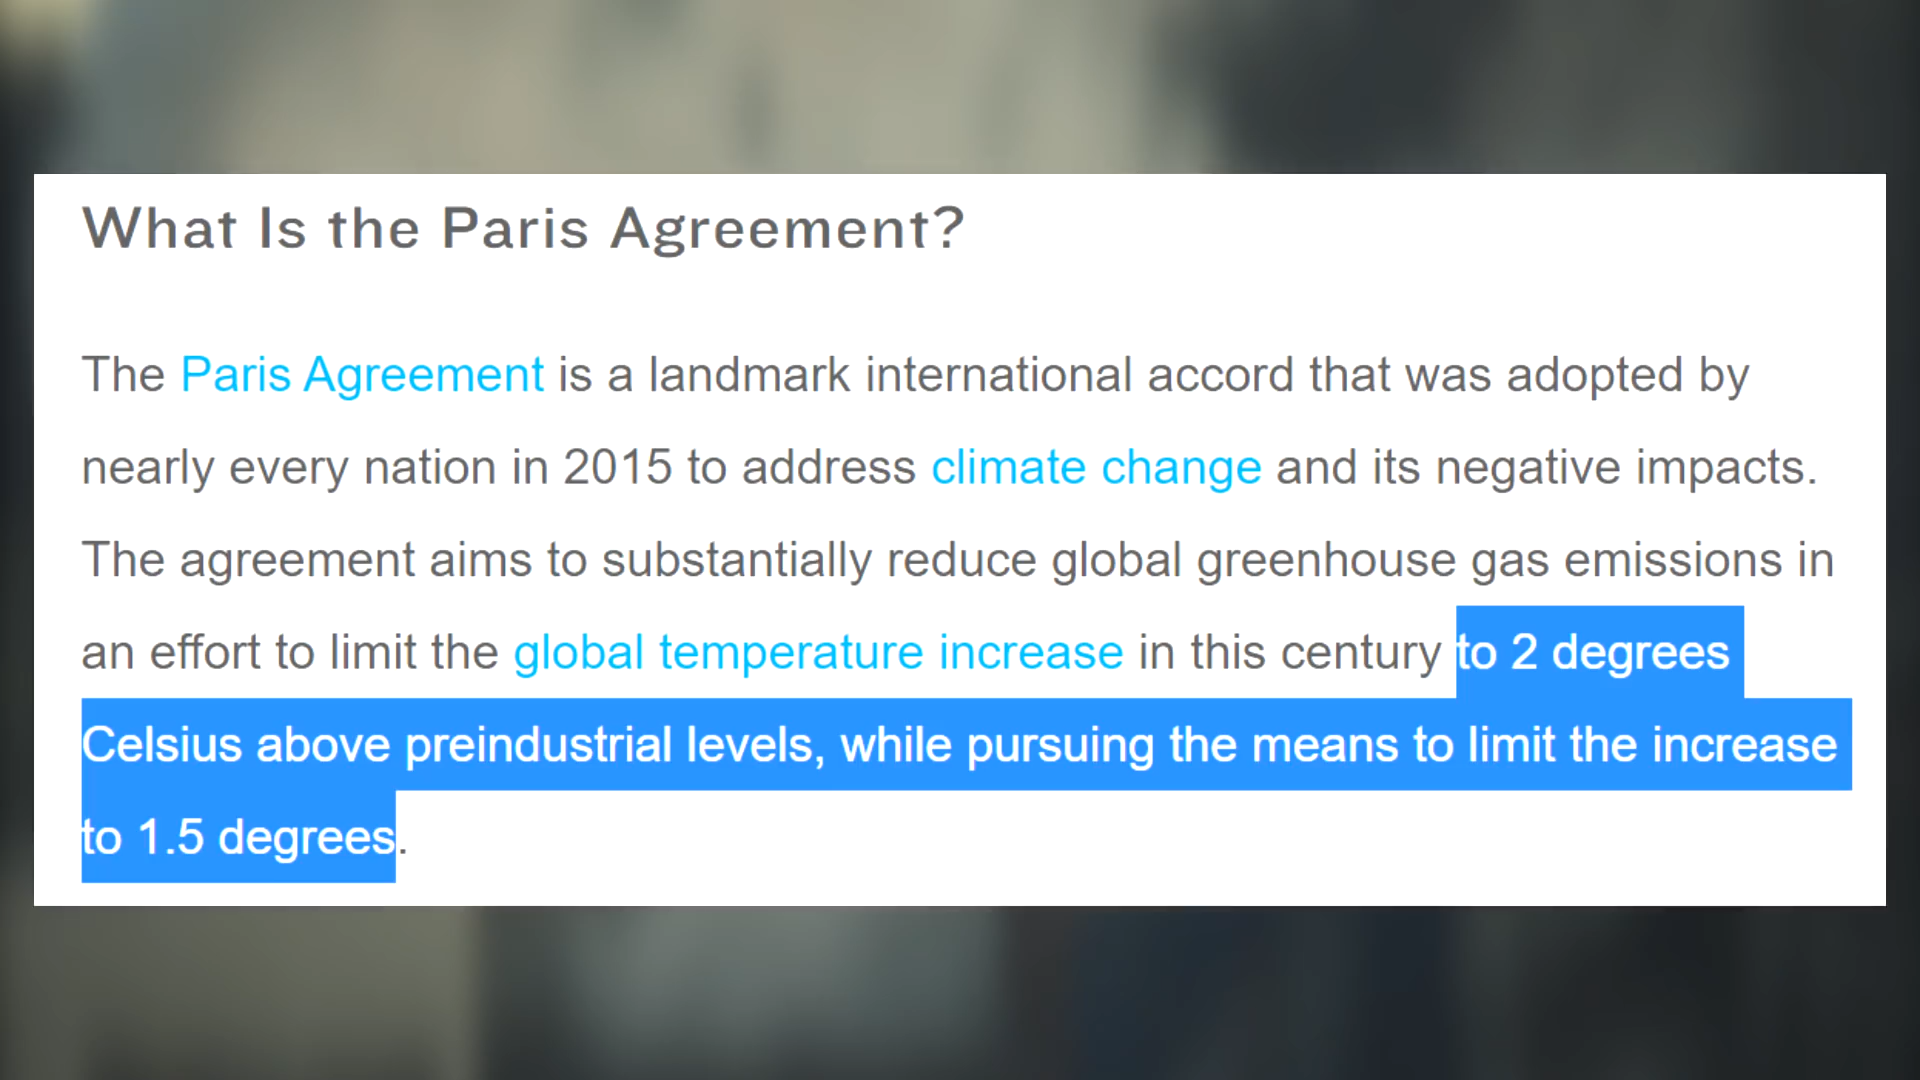 What Is the Paris Agreement?
The Paris Agreement is a landmark international accord that was adopted by
nearly every nation in 2015 to address climate change and its negative impacts.
The agreement aims to substantially reduce global greenhouse gas emissions in
an effort to limit the global temperature increase in this century to 2 degrees
Celsius above preindustrial levels, while pursuing the means to limit the increase
to 1.5 degrees.